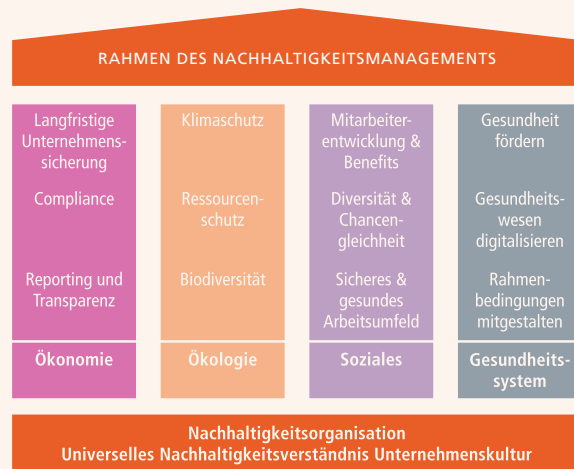 RAHMEN DES NACHHALTIGKEITSMANAGEMENTS
Langfristige
Unternehmens-
sicherung
Compliance
Reporting und
Transparenz
Ökonomie
Klimaschutz
Ressourcen-
schutz
Biodiversität
Ökologie
Mitarbeiter-
entwicklung &
Benefits
Diversität &
Chancen-
gleichheit
Sicheres &
gesundes
Arbeitsumfeld
Soziales
Gesundheit
fördern
Gesundheits-
wesen
digitalisieren
Rahmen-
bedingungen
mitgestalten
Gesundheits-
system
Nachhaltigkeitsorganisation
Universelles Nachhaltigkeitsverständnis Unternehmenskultur